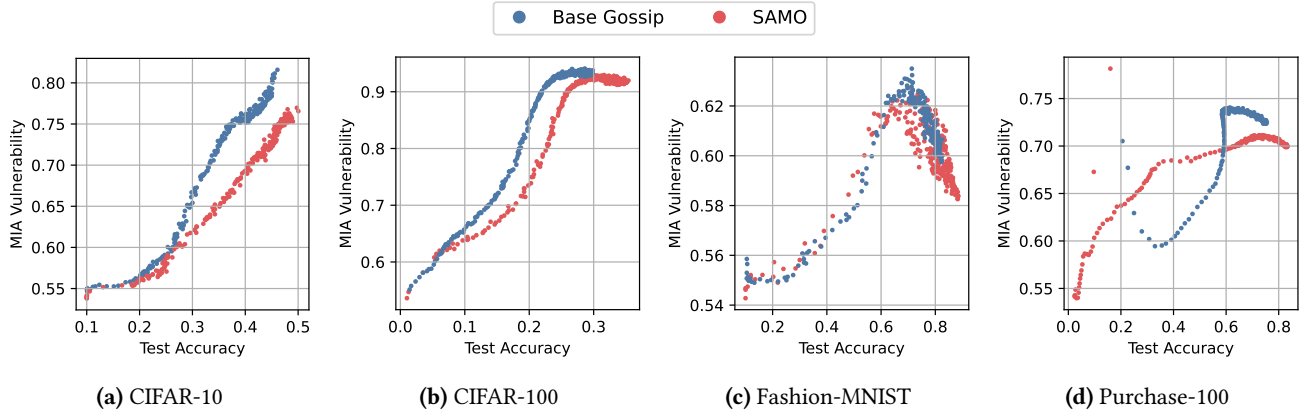 Base Gossip SAMO
MIA Vulnerability
0.80
0.75
0.70
0.65
0.60
0.55
0.1 0.2 0.3 0.4 0.5
Test Accuracy
(a) CIFAR-10
MIA Vulnerability
0.9
0.8
0.7
0.6
0.0 0.1 0.2 0.3
Test Accuracy
(b) CIFAR-100
MIA Vulnerability
0.62
0.60
0.58
0.56
0.54
0.2 0.4 0.6 0.8
Test Accuracy
(c) Fashion-MNIST
MIA Vulnerability
0.75
0.70
0.65
0.60
0.55
0.0 0.2 0.4 0.6 0.8
Test Accuracy
(d) Purchase-100